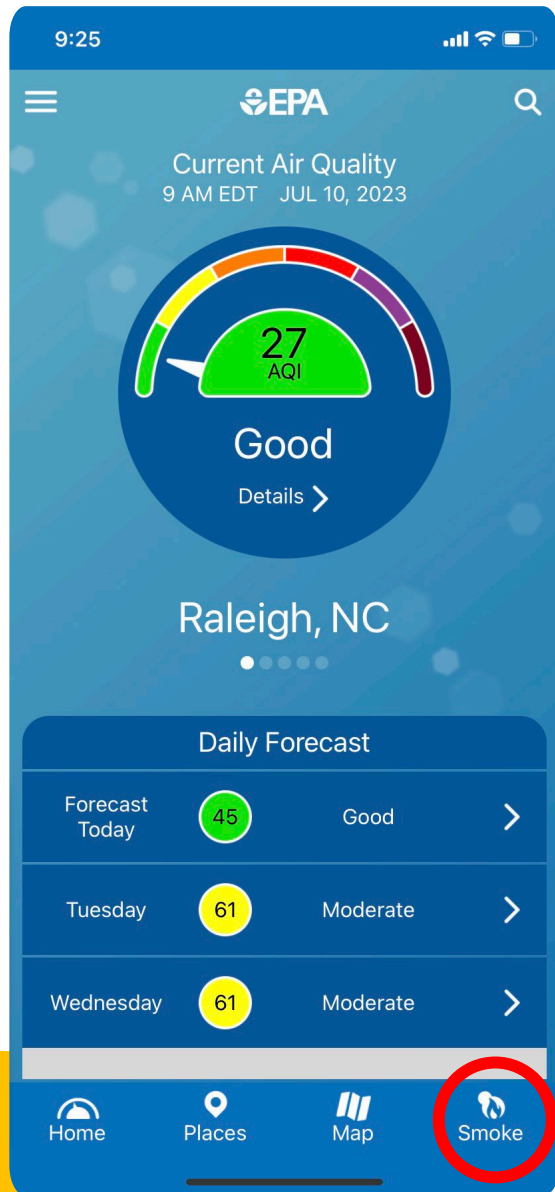 9:25
EPA
Current Air Quality
9 AM EDT JUL 10, 2023
27
AQI
Good
Details
Raleigh, NC
Daily Forecast
Forecast
Today
45
Good
Tuesday
61
Moderate
Wednesday
61
Moderate
Home
Places
Map
Smoke